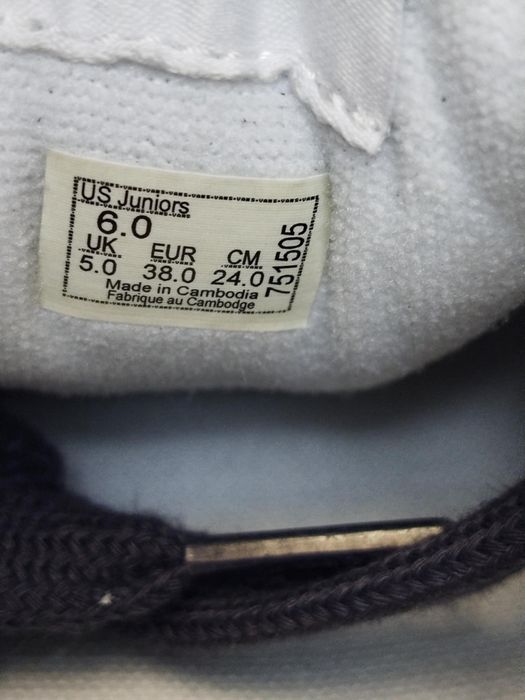 US Juniors
6.0
UK EUR CM
5.0 38.0 24.0
Made in Cambodia
Fabrique au Cambodge
751505